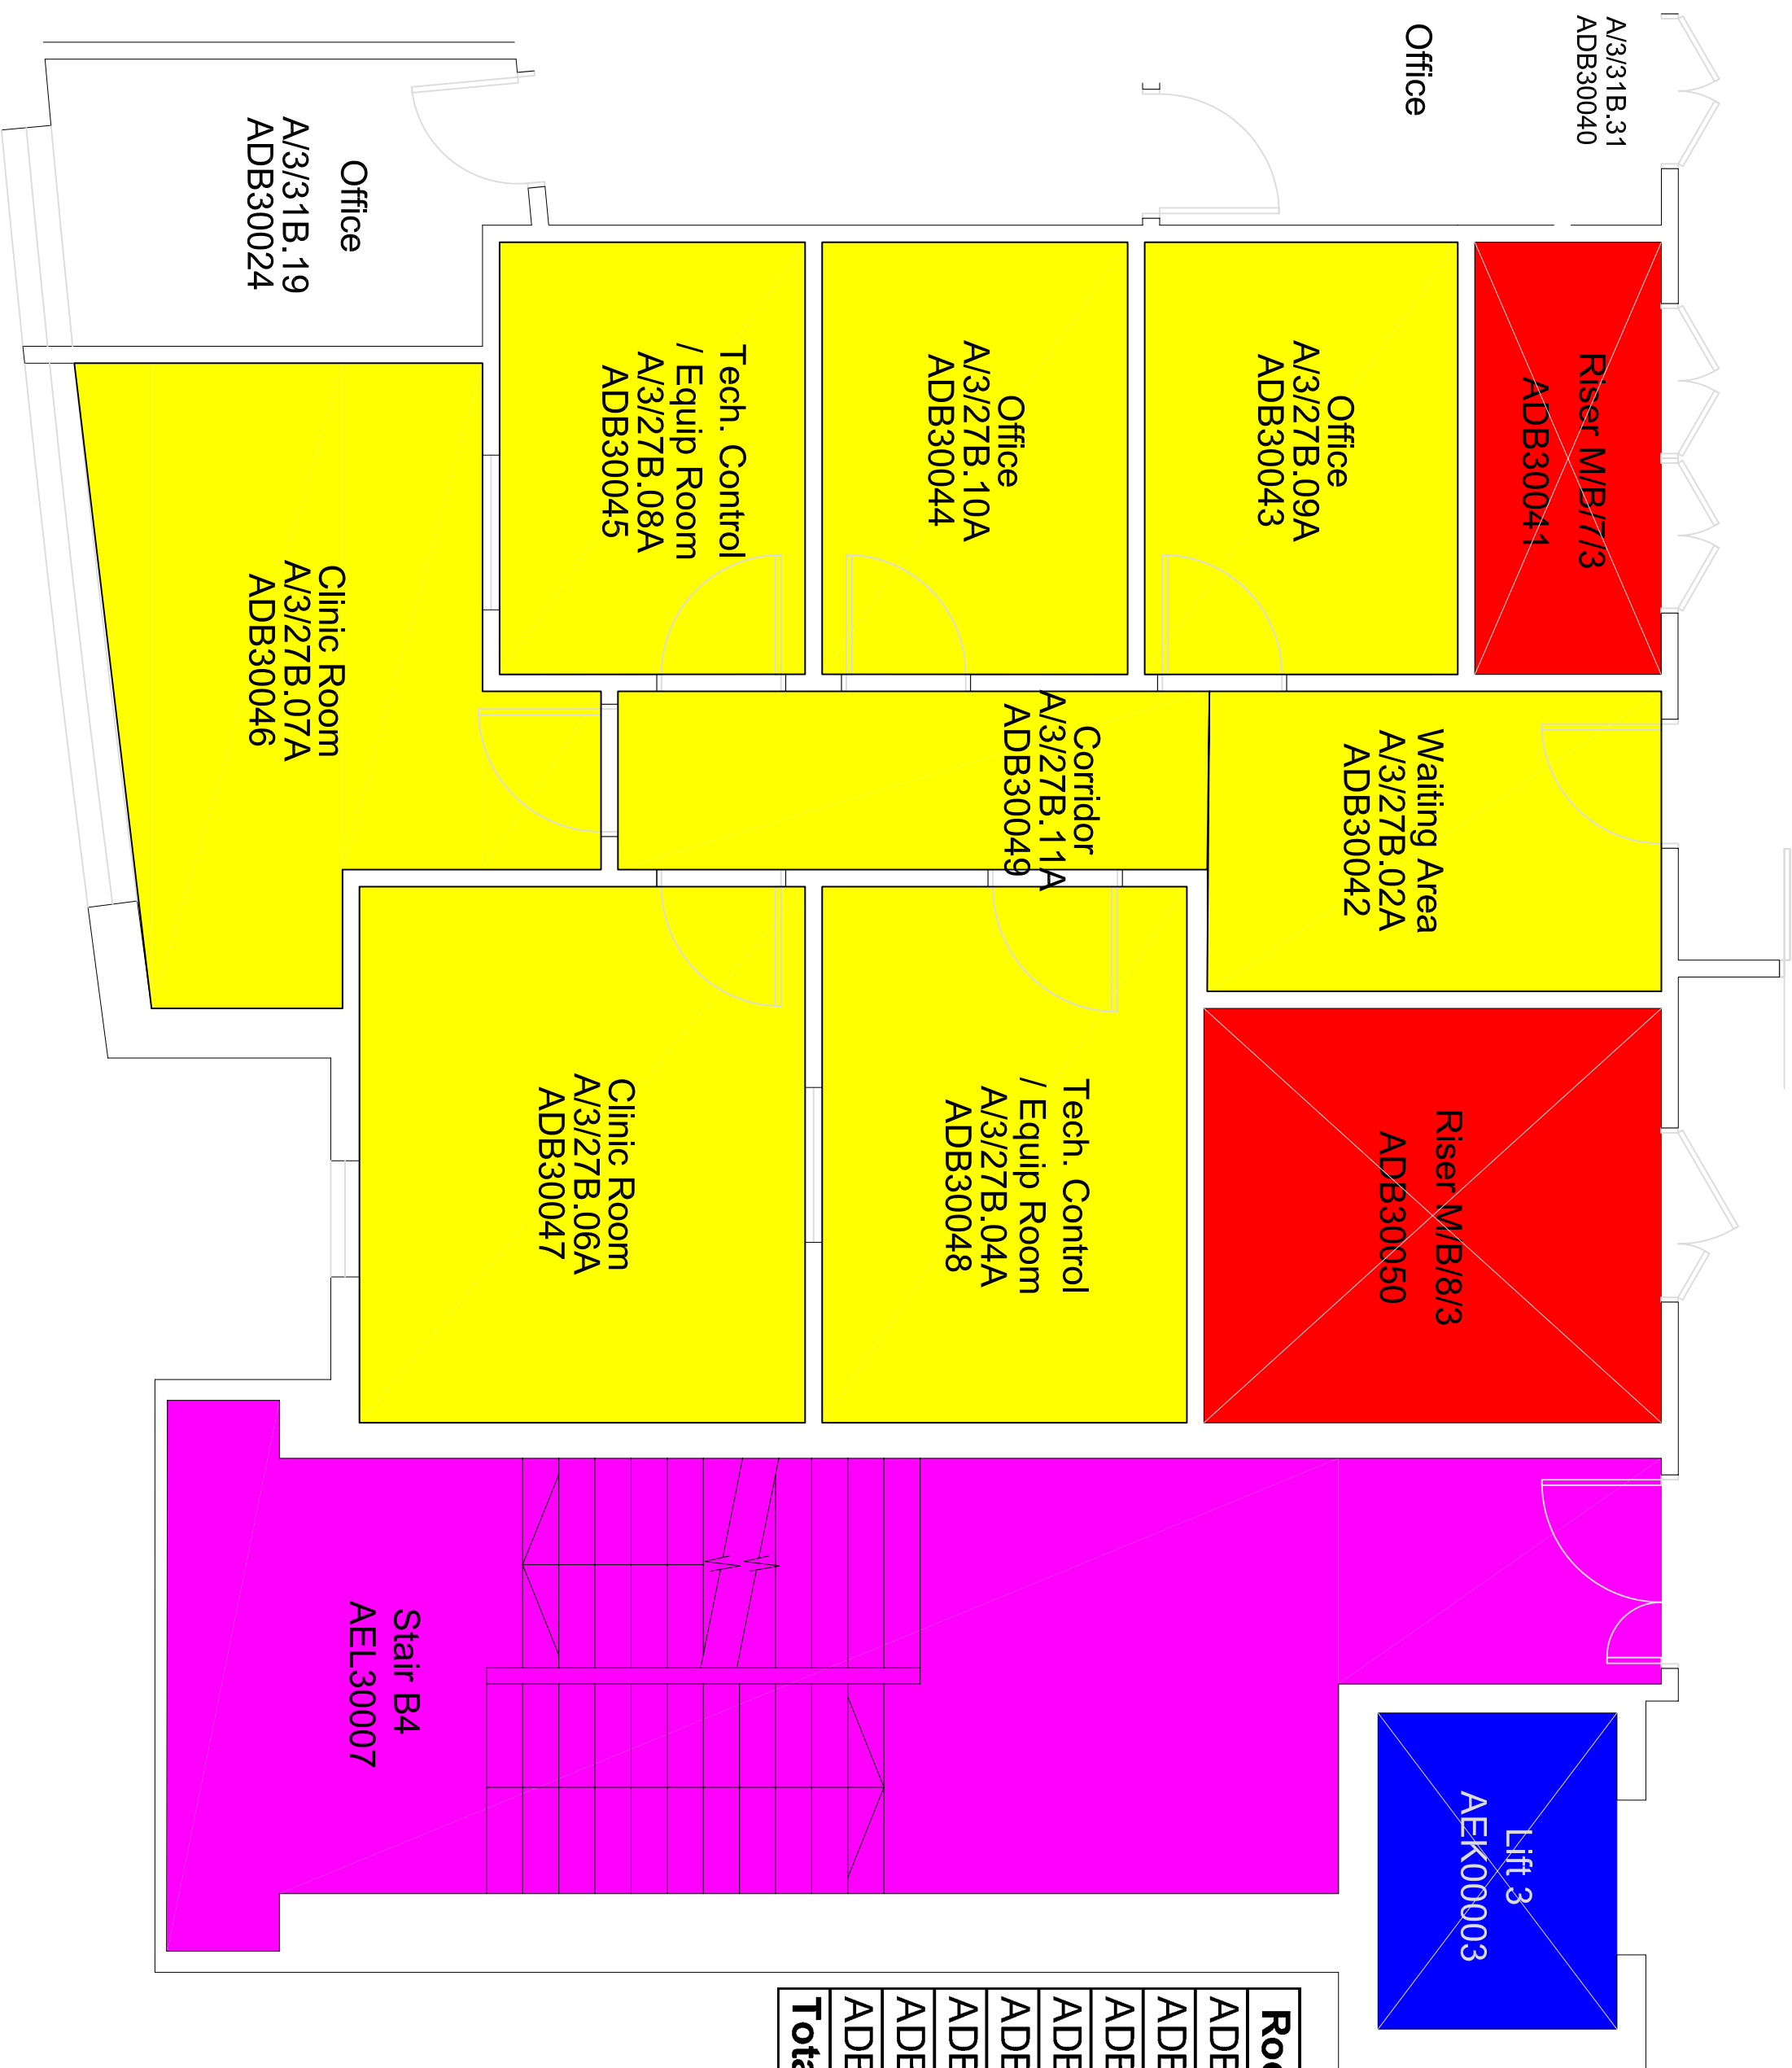 A/3/31B.31
ADB30040
Office
Office
A/3/31B.19
ADB30024
Riser M/B/7/3
ADB30041
Office
A/3/27B.09A
ADB30043
Office
A/3/27B.10A
ADB30044
Tech. Control
/ Equip Room
A/3/27B.08A
ADB30045
Clinic Room
A/3/27B.07A
ADB30046
Waiting Area
A/3/27B.02A
ADB30042
Corridor
A/3/27B.11A
ADB30049
Riser M/B/8/3
ADB30050
Tech. Control
/ Equip Room
A/3/27B.04A
ADB30048
Clinic Room
A/3/27B.06A
ADB30047
Stair B4
AEL30007
Lift 3
AEK00003